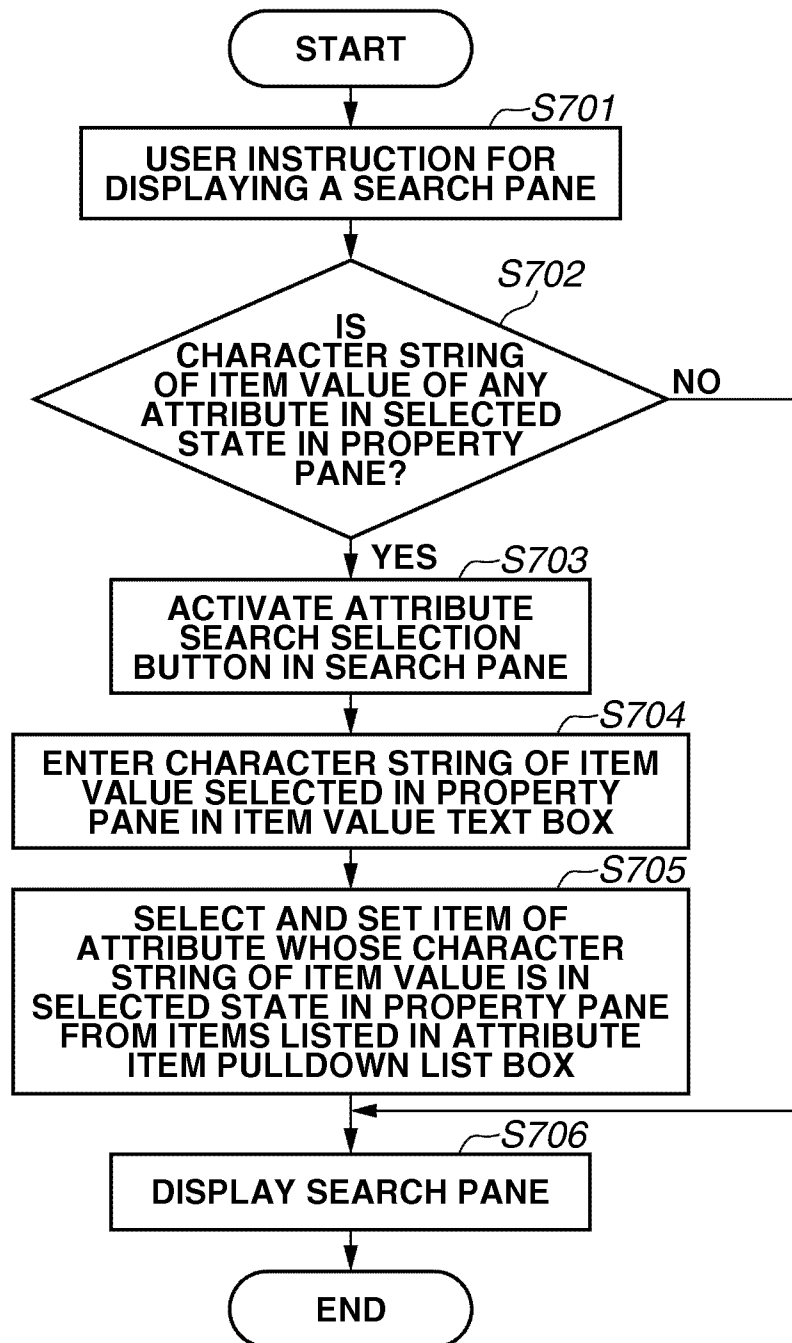 START
S701
USER INSTRUCTION FOR
DISPLAYING A SEARCH PANE
S702
IS
CHARACTER STRING
OF ITEM VALUE OF ANY
ATTRIBUTE IN SELECTED
STATE IN PROPERTY
PANE?
NO
YES
S703
ACTIVATE ATTRIBUTE
SEARCH SELECTION
BUTTON IN SEARCH PANE
S704
ENTER CHARACTER STRING OF ITEM
VALUE SELECTED IN PROPERTY
PANE IN ITEM VALUE TEXT BOX
S705
SELECT AND SET ITEM OF
ATTRIBUTE WHOSE CHARACTER
STRING OF ITEM VALUE IS IN
SELECTED STATE IN PROPERTY PANE
FROM ITEMS LISTED IN ATTRIBUTE
ITEM PULLDOWN LIST BOX
S706
DISPLAY SEARCH PANE
END